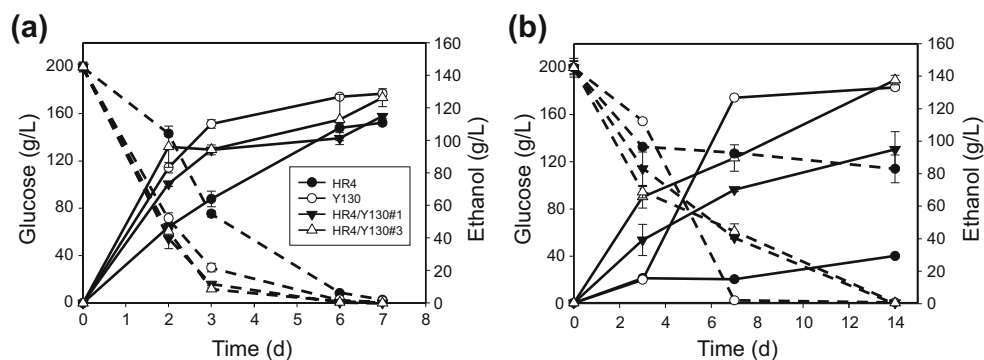 (a)
Glucose (g/L)
200
160
120
80
40
0
0 1 2 3 4 5 6 7 8
Time (d)
160
140
120
100
80
60
40
20
0
Ethanol (g/L)
HR4
Y130
HR4/Y130#1
HR4/Y130#3
(b)
Glucose (g/L)
200
160
120
80
40
0
0 2 4 6 8 10 12 14
Time (d)
160
140
120
100
80
60
40
20
0
Ethanol (g/L)